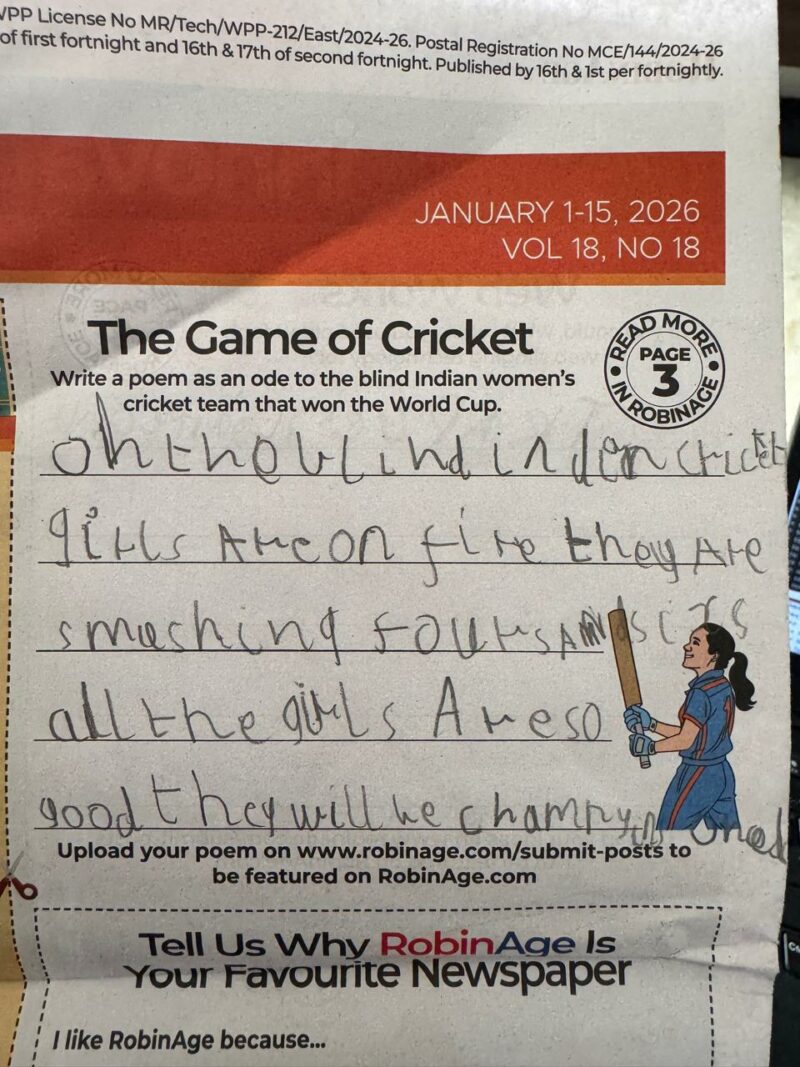 WPP License No MR/Tech/WPP-212/East/2024-26. Postal Registration No MCE/144/2024-26
of first fortnight and 16th & 17th of second fortnight. Published by 16th & 1st per fortnightly.
JANUARY 1-15, 2026
VOL 18, NO 18
The Game of Cricket
READ MORE
PAGE
3
IN ROBINAGE
Write a poem as an ode to the blind Indian women's
cricket team that won the World Cup.
oh the blind indian cricket
girls Are on fire they Are
smashing fours And sixs
all the girls Are so
good they will be
Upload your poem on www.robinage.com/submit-posts to
be featured on RobinAge.com
Tell Us Why RobinAge Is
Your Favourite Newspaper
I like RobinAge because...